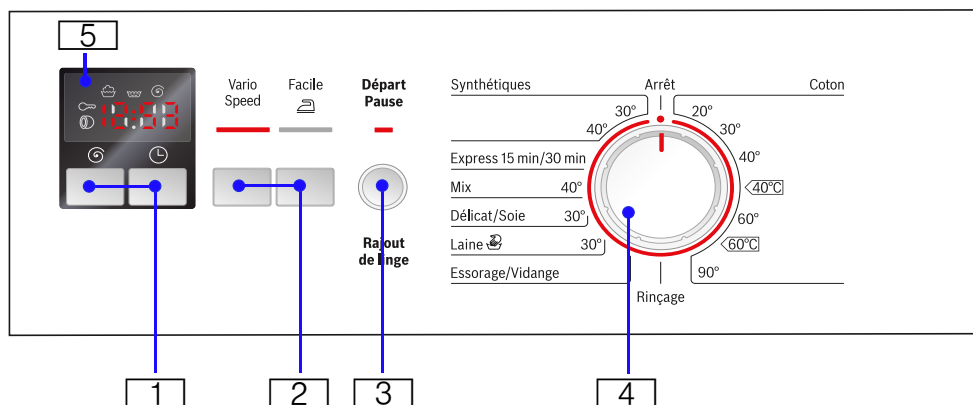 5
12:53
Vario
Speed
Facile
Départ
Pause
Rajout
de linge
Synthétiques
Arrêt
Coton
30°
40°
20°
30°
40°
40°C
60°
60°C
90°
Express 15 min/30 min
Mix 40°
Délicat/Soie 30°
Laine 30°
Essorage/Vidange
Rinçage
1
2
3
4